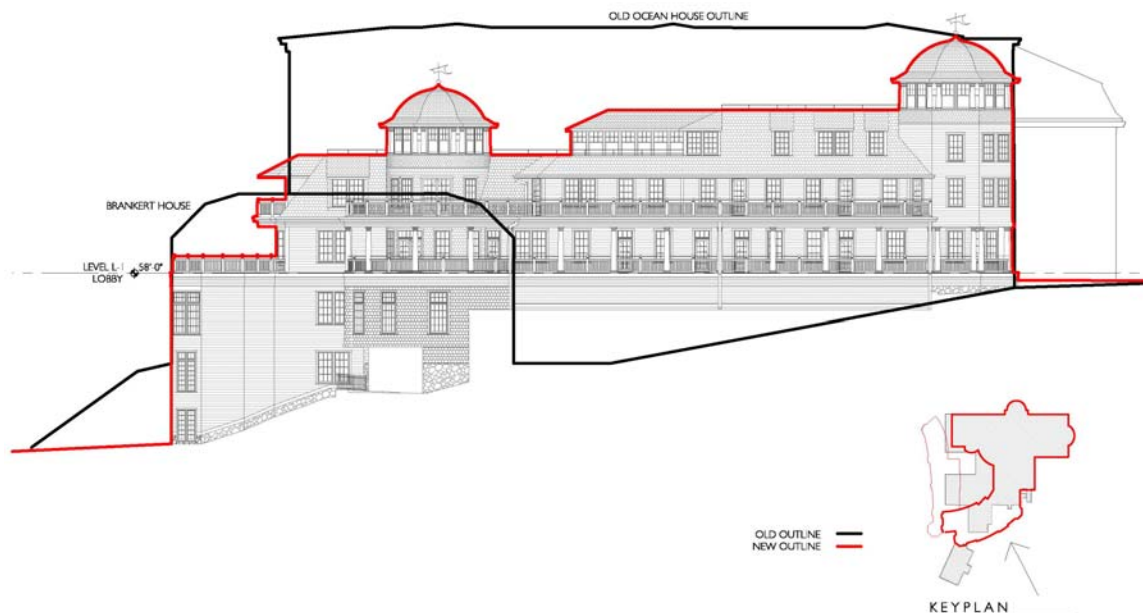 OLD OCEAN HOUSE OUTLINE
BRANKERT HOUSE
LEVEL L-1 58'-0"
LOBBY
OLD OUTLINE
NEW OUTLINE
KEYPLAN